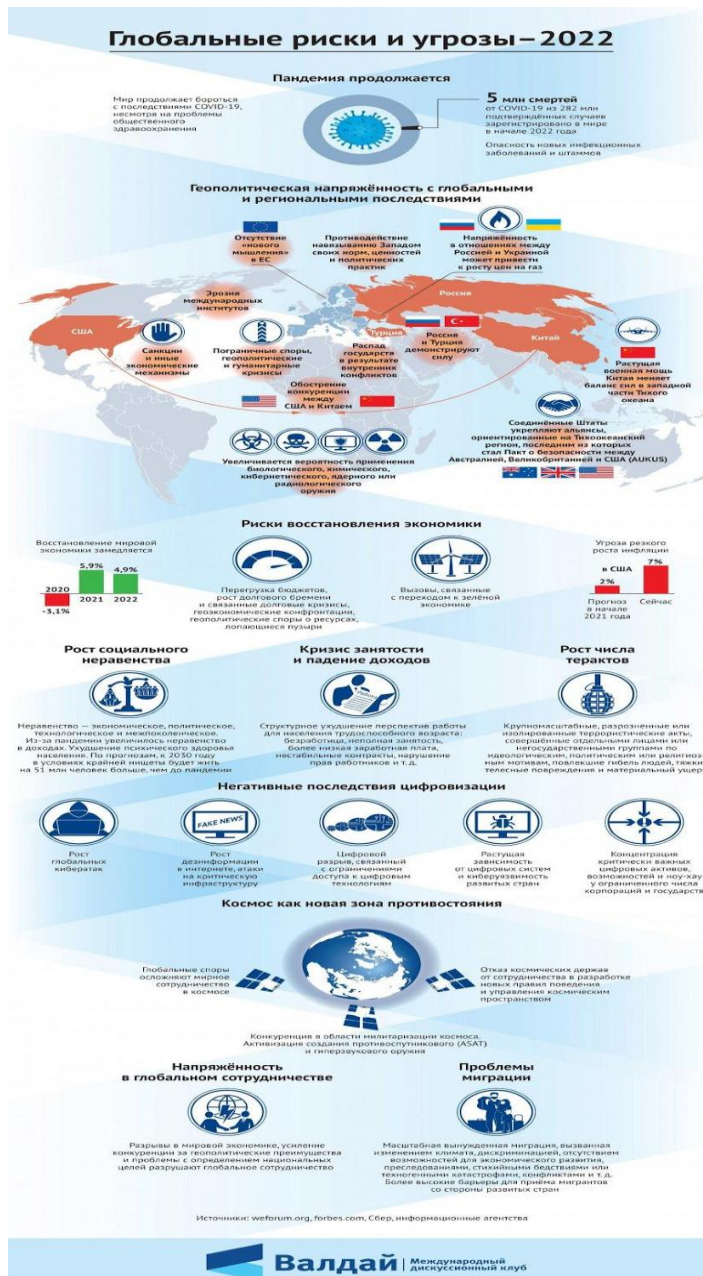 Глобальные риски и угрозы–2022
Пандемия продолжается
Мир продолжает бороться
с последствиями COVID-19,
несмотря на проблемы
общественного
здравоохранения
5 млн смертей
от COVID-19 из 282 млн
подтверждённых случаев
зарегистрировано в мире
в начале 2022 года
Опасность новых инфекционных
заболеваний и штаммов
Геополитическая напряжённость с глобальными
и региональными последствиями
Отсутствие
«нового
мышления»
в ЕС
Противодействие
навязыванию Западом
своих норм, ценностей
и политических
практик
Напряжённость
в отношениях между
Россией и Украиной
может привести
к росту цен на газ
Эрозия
международных
институтов
Россия
США
Турция
Китай
Санкции
и иные
экономические
механизмы
Пограничные споры,
геополитические
и гуманитарные
кризисы
Распад
государств
в результате
внутренних
конфликтов
Россия
и Турция
демонстрируют
силу
Растущая
военная мощь
Китая меняет
баланс сил в западной
части Тихого
океана
Обострение
конкуренции
между
США и Китаем
Соединённые Штаты
укрепляют альянсы,
ориентированные на Тихоокеанский
регион, последним из которых
стал Пакт о безопасности между
Австралией, Великобританией и США (AUKUS)
Увеличивается вероятность применения
биологического, химического,
кибернетического, ядерного или
радиологического
оружия
Риски восстановления экономики
Восстановление мировой
экономики замедляется
5,9%
4,9%
2020
-3,1%
2021
2022
Перегрузка бюджетов,
рост долгового бремени
и связанные долговые кризисы,
геоэкономические конфронтации,
геополитические споры о ресурсах,
лопающиеся пузыри
Вызовы, связанные
с переходом к зелёной
экономике
Угроза резкого
роста инфляции
в США
7%
2%
Прогноз
в начале
2021 года
Сейчас
Рост социального
неравенства
Неравенство — экономическое, политическое,
технологическое и межпоколенческое.
Из-за пандемии увеличилось неравенство
в доходах. Ухудшение психического здоровья
населения. По прогнозам, к 2030 году
в условиях крайней нищеты будет жить
на 51 млн человек больше, чем до пандемии
Кризис занятости
и падение доходов
Структурное ухудшение перспектив работы
для населения трудоспособного возраста:
безработица, неполная занятость,
более низкая заработная плата,
нестабильные контракты, нарушение
прав работников и т. д.
Рост числа
терактов
Крупномасштабные, разрозненные или
изолированные террористические акты,
совершённые отдельными лицами или
негосударственными группами по
идеологическим, политическим или религиоз
ным мотивам, повлекшие гибель людей, тяжки
телесные повреждения и материальный ущер
Негативные последствия цифровизации
FAKE NEWS
Рост
глобальных
кибератак
Рост
дезинформации
в интернете, атаки
на критическую
инфраструктуру
Цифровой
разрыв, связанный
с ограничениями
доступа к цифровым
технологиям
Растущая
зависимость
от цифровых систем
и киберуязвимость
развитых стран
Концентрация
критически важных
цифровых активов,
возможностей и ноу-хау
у ограниченного числа
корпораций и государств
Космос как новая зона противостояния
Глобальные споры
осложняют мирное
сотрудничество
в космосе
Отказ космических держав
от сотрудничества в разработке
новых правил поведения
и управления космическим
пространством
Конкуренция в области милитаризации космоса.
Активизация создания противоспутникового (ASAT)
и гиперзвукового оружия
Напряжённость
в глобальном сотрудничестве
Разрывы в мировой экономике, усиление
конкуренции за геополитические преимущества
и проблемы с определением национальных
целей разрушают глобальное сотрудничество
Проблемы
миграции
Масштабная вынужденная миграция, вызванная
изменением климата, дискриминацией, отсутствием
возможностей для экономического развития,
преследованиями, стихийными бедствиями или
техногенными катастрофами, конфликтами и т. д.
Более высокие барьеры для приёма мигрантов
со стороны развитых стран
Источники: weforum.org, forbes.com, Сбер, информационные агентства
Валдай
Международный
дискуссионный клуб